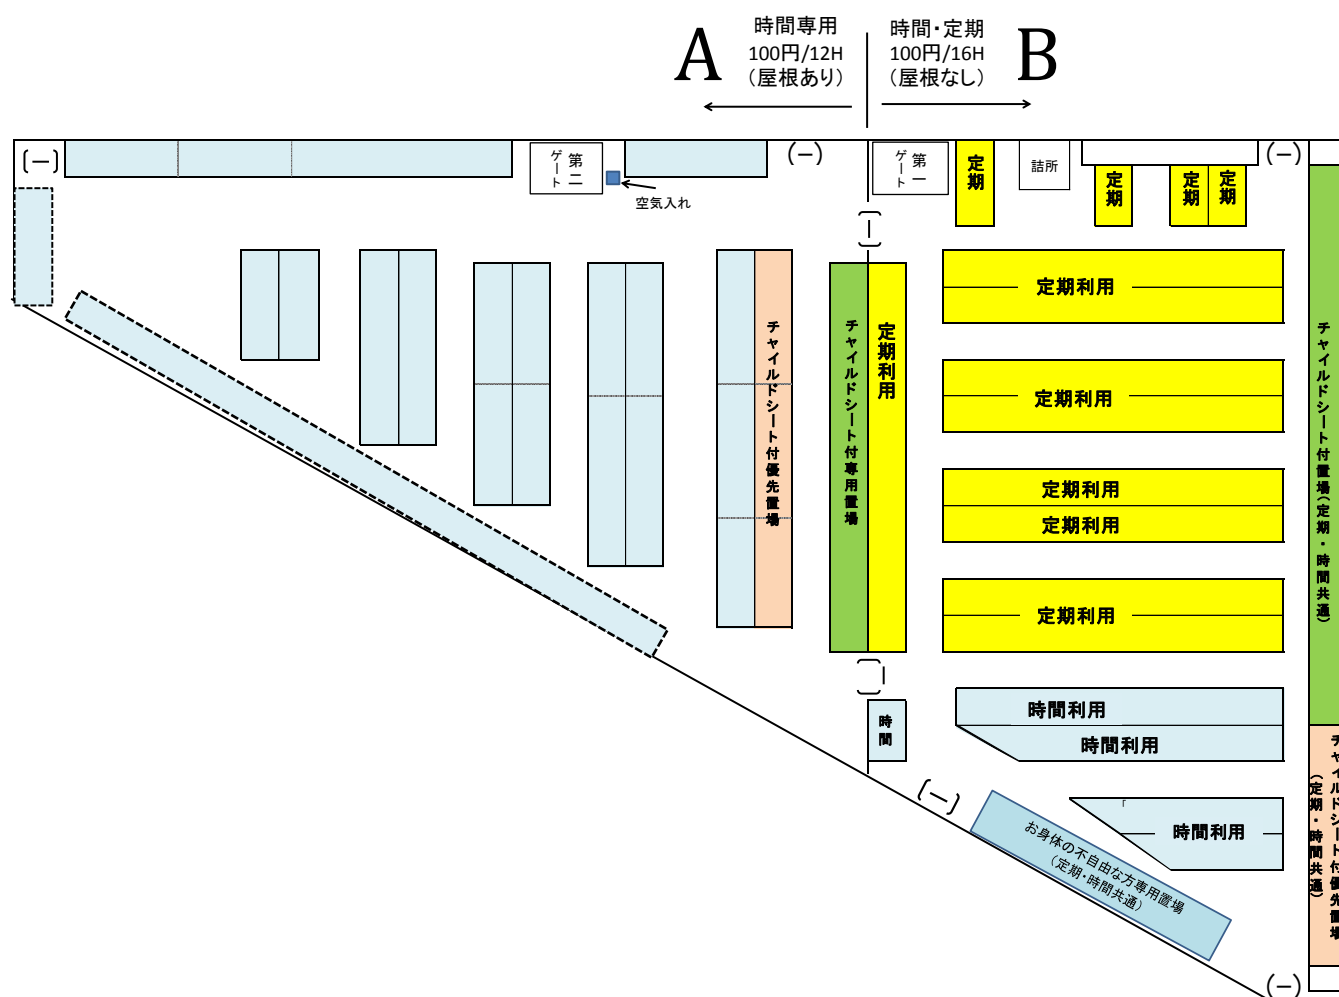 A
時間専用
100円/12H
（屋根あり）
時間・定期
100円/16H
（屋根なし）
B
第二
ゲート
空気入れ
第一
ゲート
定期
詰所
定期
定期
定期
チャイルドシート付優先置場
チャイルドシート付専用置場
定期利用
定期利用
定期利用
定期利用
定期利用
定期利用
チャイルドシート付置場（定期・時間共通）
時間
時間利用
時間利用
時間利用
お身体の不自由な方専用置場
（定期・時間共通）
チャイルドシート付優先置場
（定期・時間共通）